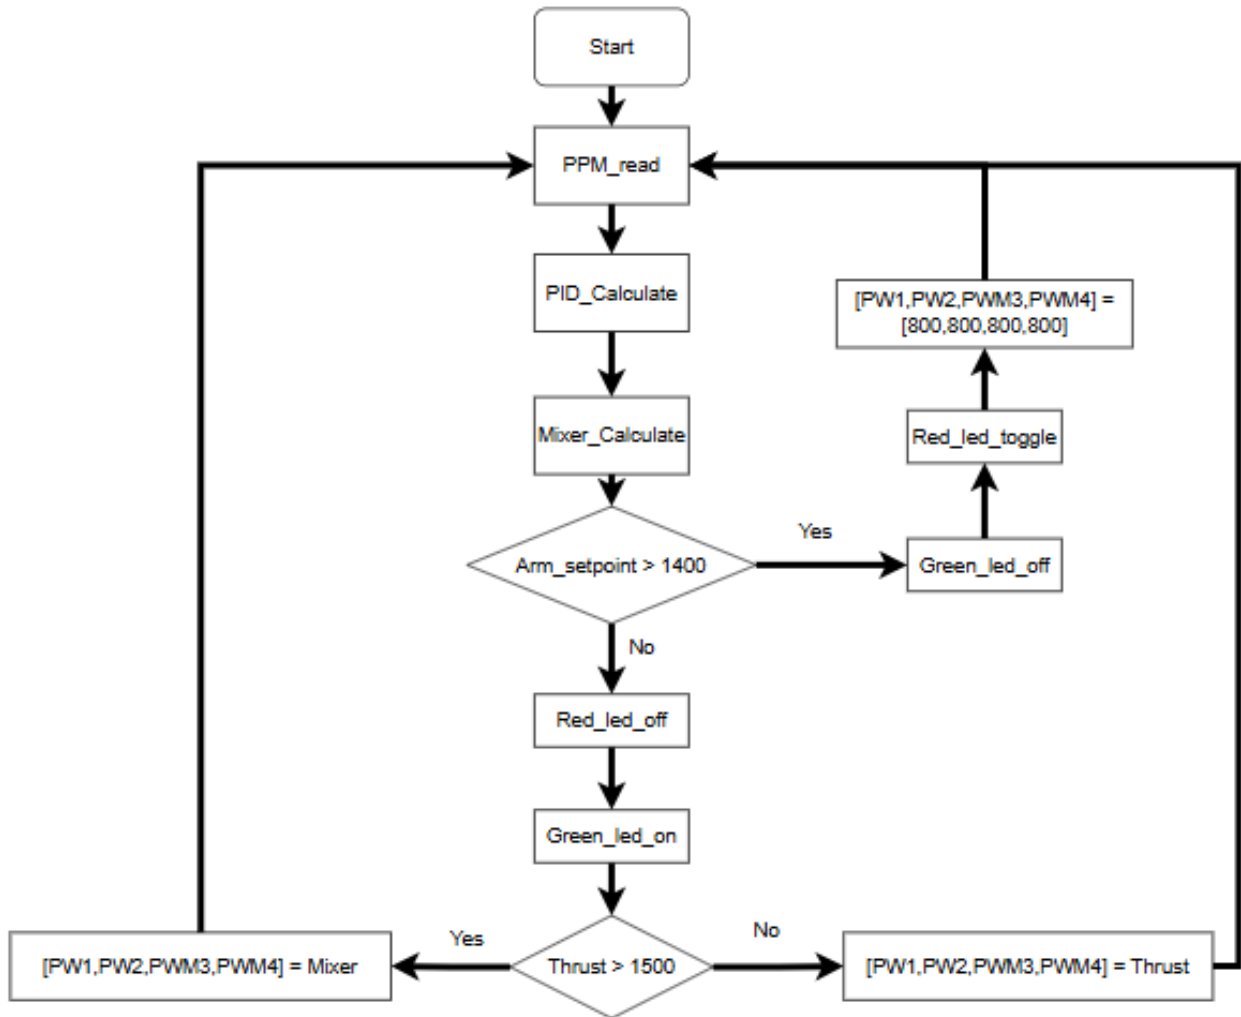 Start
PPM_read
PID_Calculate
[PW1,PW2,PWM3,PWM4] =
[800,800,800,800]
Mixer_Calculate
Red_led_toggle
Yes
Arm_setpoint > 1400
Green_led_off
No
Red_led_off
Green_led_on
Yes
No
[PW1,PW2,PWM3,PWM4] = Mixer
Thrust > 1500
[PW1,PW2,PWM3,PWM4] = Thrust